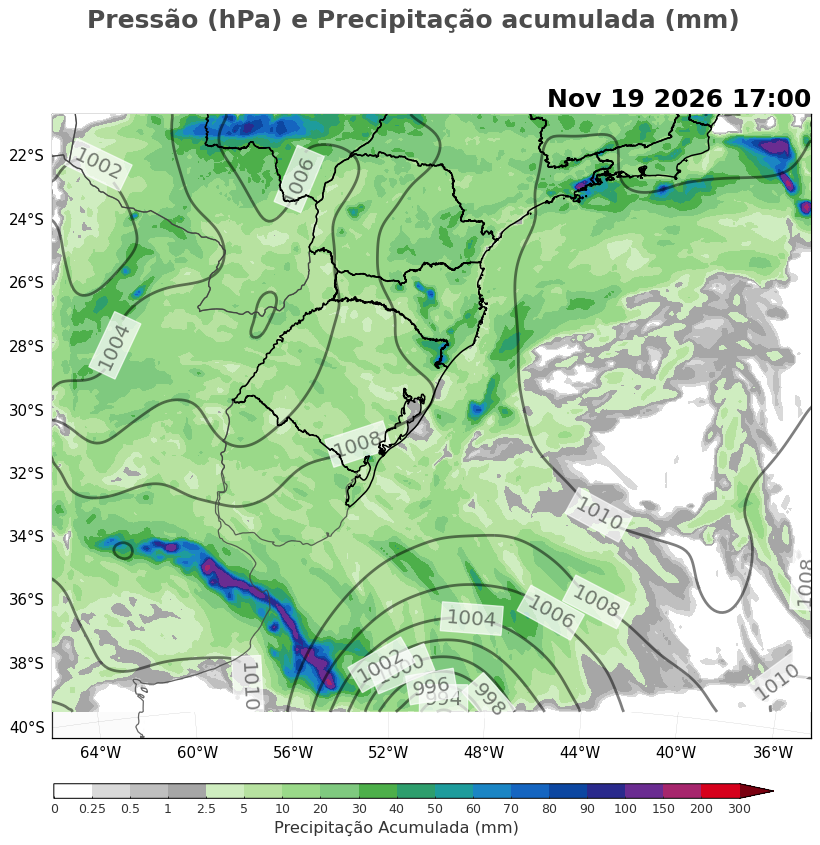 Pressão (hPa) e Precipitação acumulada (mm)
Nov 19 2026 17:00
22°S
24°S
26°S
28°S
30°S
32°S
34°S
36°S
38°S
40°S
1002
1006
1004
1008
1010
1008
1008
1006
1004
1002
1000
996
994
998
1010
1010
64°W 60°W 56°W 52°W 48°W 44°W 40°W 36°W
0 0.25 0.5 1 2.5 5 10 20 30 40 50 60 70 80 90 100 150 200 300
Precipitação Acumulada (mm)